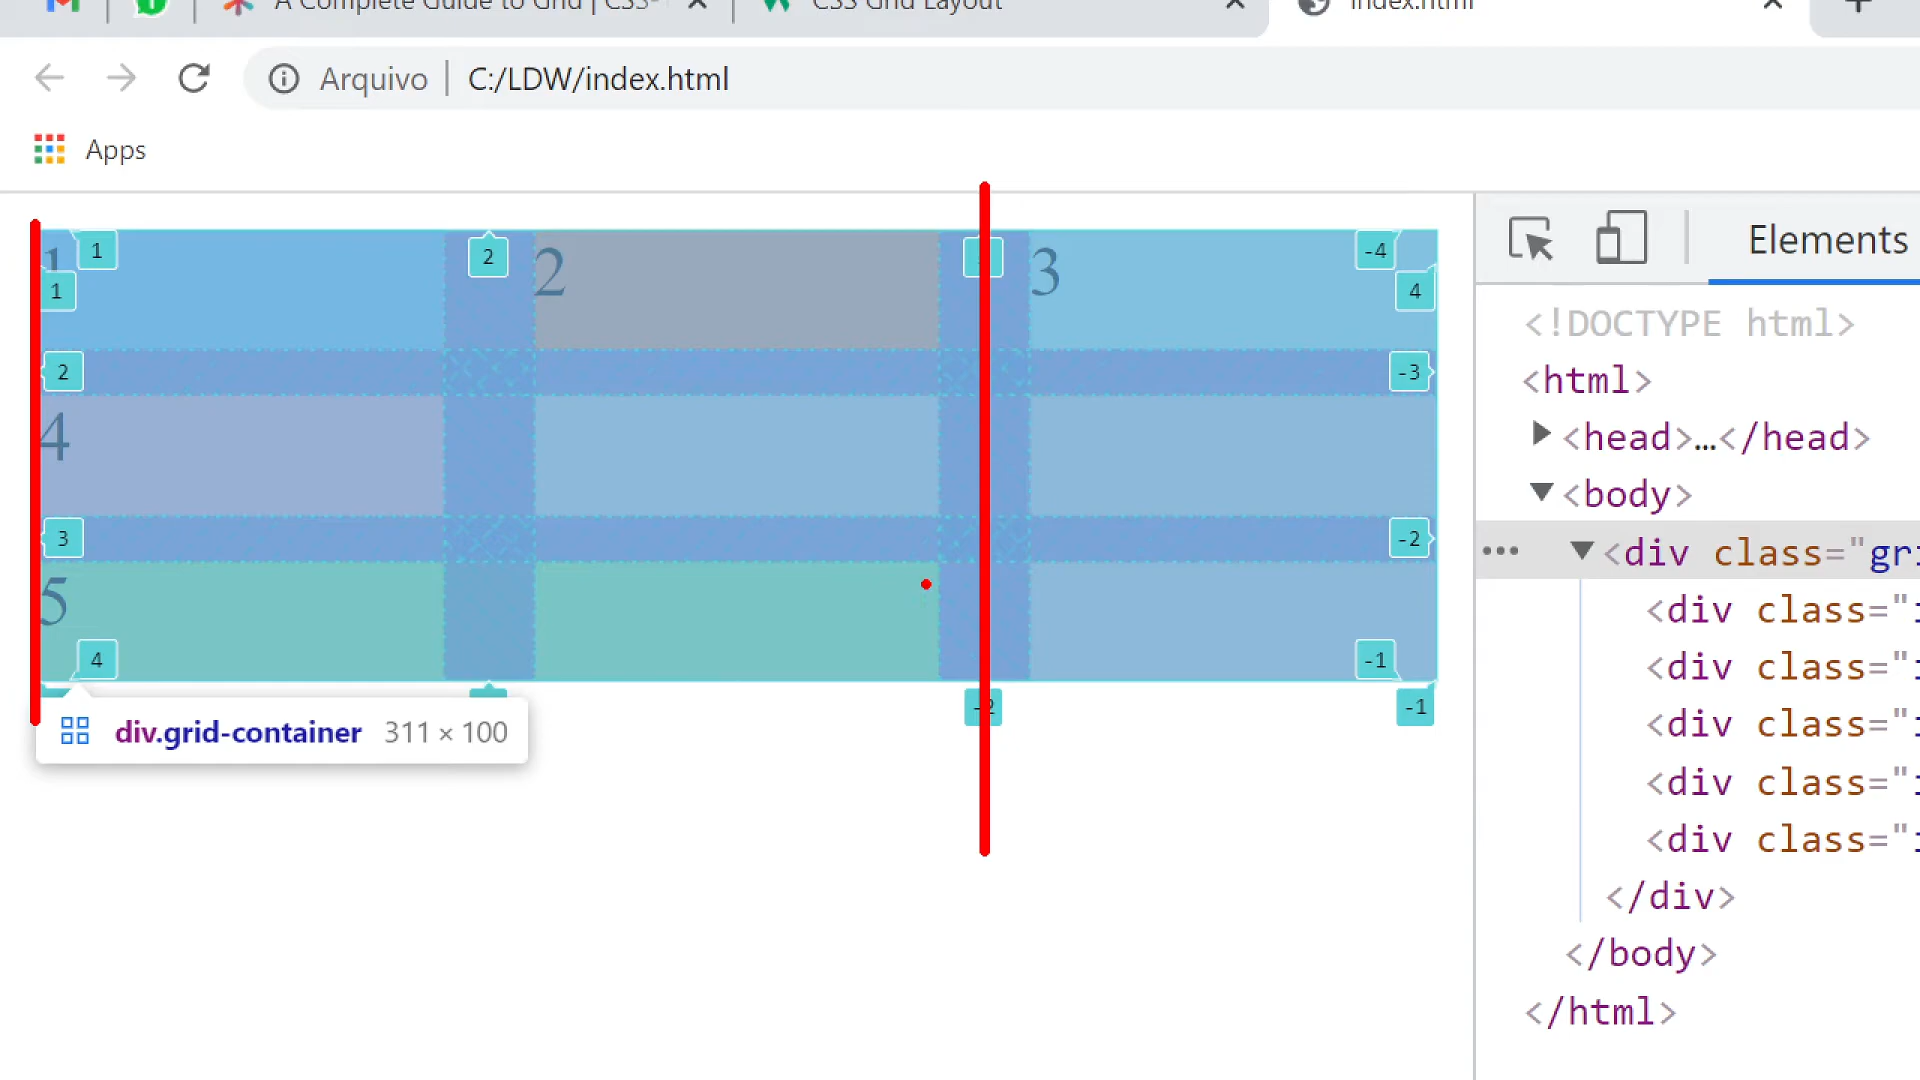 A Complete Guide to Grid | CSS- CSS Grid Layout index.html
Arquivo C:/LDW/index.html
Apps
1 1 2 2 3 -4
1 4
2 -3
4
3 -2
5
4 -1
-2 -1
div.grid-container 311 × 100
Elements
<!DOCTYPE html>
<html>
<head>…</head>
<body>
<div class="gri
<div class="i
<div class="i
<div class="i
<div class="i
<div class="i
</div>
</body>
</html>